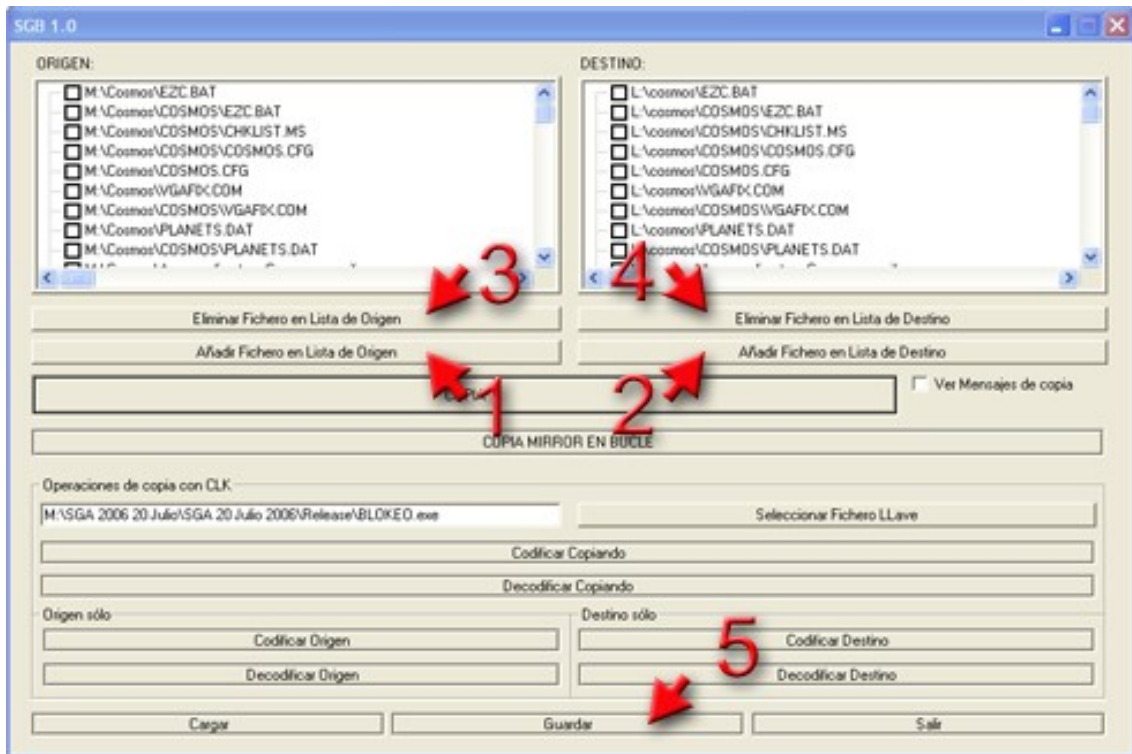 SGB 1.0
ORIGEN:
M:\Cosmos\EZC.BAT
M:\Cosmos\COSMOS\EZC.BAT
M:\Cosmos\COSMOS\CHKLIST.MS
M:\Cosmos\COSMOS\COSMOS.CFG
M:\Cosmos\COSMOS.CFG
M:\Cosmos\VGAFIX.COM
M:\Cosmos\COSMOS\VGAFIX.COM
M:\Cosmos\PLANETS.DAT
M:\Cosmos\COSMOS\PLANETS.DAT
DESTINO:
L:\cosmos\EZC.BAT
L:\cosmos\COSMOS\EZC.BAT
L:\cosmos\COSMOS\CHKLIST.MS
L:\cosmos\COSMOS\COSMOS.CFG
L:\cosmos\COSMOS.CFG
L:\cosmos\VGAFIX.COM
L:\cosmos\COSMOS\VGAFIX.COM
L:\cosmos\PLANETS.DAT
\cosmos\COSMOS\PLANETS.DAT
3
4
Eliminar Fichero en Lista de Origen
Eliminar Fichero en Lista de Destino
Añadir Fichero en Lista de Origen
Añadir Fichero en Lista de Destino
1
2
Ver Mensajes de copia
COPIA MIRROR EN BUCLE
Operaciones de copia con CLK
M:\SGA 2006 20 Julio\SGA 20 Julio 2006\Release\BLOKEO.exe
Seleccionar Fichero LLave
Codificar Copiando
Decodificar Copiando
Origen sólo
Destino sólo
Codificar Origen
Codificar Destino
5
Decodificar Origen
Decodificar Destino
Cargar
Guardar
Salir